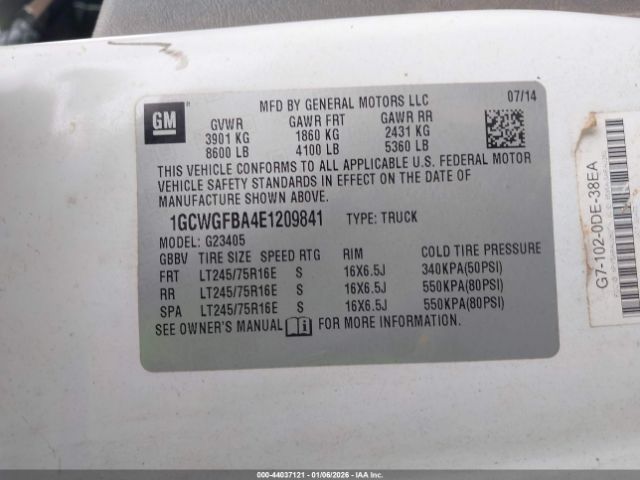 GM
MFD BY GENERAL MOTORS LLC 07/14
GVWR GAWR FRT GAWR RR
3901 KG 1860 KG 2431 KG
8600 LB 4100 LB 5360 LB
THIS VEHICLE CONFORMS TO ALL APPLICABLE U.S. FEDERAL MOTOR
VEHICLE SAFETY STANDARDS IN EFFECT ON THE DATE OF
MANUFACTURE SHOWN ABOVE.
1GCWGFBA4E1209841 TYPE: TRUCK
MODEL: G23405
GBBV TIRE SIZE SPEED RTG RIM COLD TIRE PRESSURE
FRT LT245/75R16E S 16X6.5J 340KPA(50PSI)
RR LT245/75R16E S 16X6.5J 550KPA(80PSI)
SPA LT245/75R16E S 16X6.5J 550KPA(80PSI)
SEE OWNER'S MANUAL FOR MORE INFORMATION.
G7-102-0DE-38EA
000-44037121 - 01/06/2026 - IAAI.COM